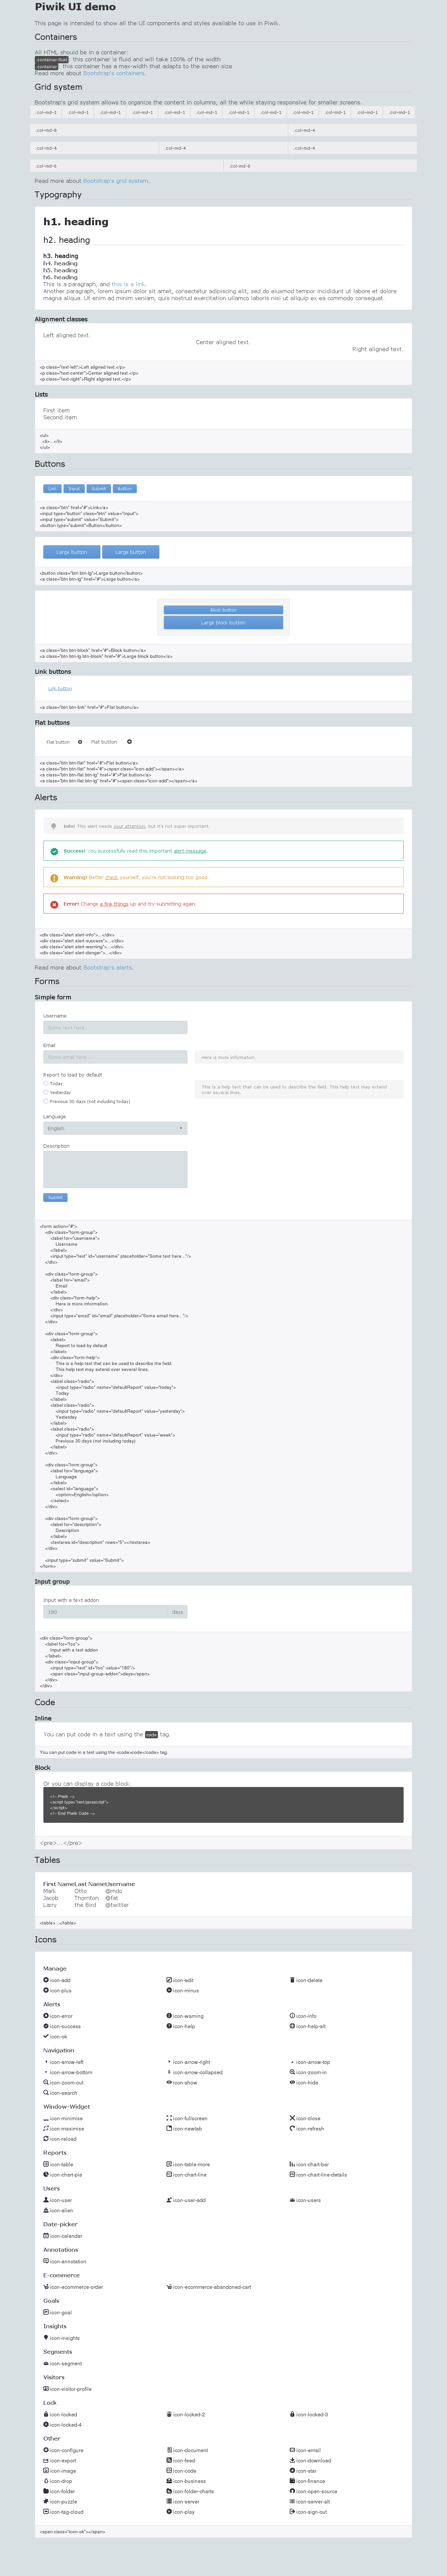 Piwik UI demo
This page is intended to show all the UI components and styles available to use in Piwik.
Containers
All HTML should be in a container:
container-fluid this container is fluid and will take 100% of the width
container this container has a max-width that adapts to the screen size
Read more about Bootstrap's containers.
Grid system
Bootstrap's grid system allows to organize the content in columns, all the while staying responsive for smaller screens.
.col-md-1 .col-md-1 .col-md-1 .col-md-1 .col-md-1 .col-md-1 .col-md-1 .col-md-1 .col-md-1 .col-md-1 .col-md-1 .col-md-1
.col-md-8 .col-md-4
.col-md-4 .col-md-4 .col-md-4
.col-md-6 .col-md-6
Read more about Bootstrap's grid system.
Typography
h1. heading
h2. heading
h3. heading
h4. heading
h5. heading
h6. heading
This is a paragraph, and this is a link.
Another paragraph, lorem ipsum dolor sit amet, consectetur adipisicing elit, sed do eiusmod tempor incididunt ut labore et dolore
magna aliqua. Ut enim ad minim veniam, quis nostrud exercitation ullamco laboris nisi ut aliquip ex ea commodo consequat.
Alignment classes
Left aligned text.
Center aligned text.
Right aligned text.
<p class="text-left">Left aligned text.</p>
<p class="text-center">Center aligned text.</p>
<p class="text-right">Right aligned text.</p>
Lists
First item
Second item
<ul>
<li>...</li>
</ul>
Buttons
Link Input Submit Button
<a class="btn" href="#">Link</a>
<input type="button" class="btn" value="Input">
<input type="submit" value="Submit">
<button type="submit">Button</button>
Large button Large button
<button class="btn btn-lg">Large button</button>
<a class="btn btn-lg" href="#">Large button</a>
Block button
Large block button
<a class="btn btn-block" href="#">Block button</a>
<a class="btn btn-lg btn-block" href="#">Large block button</a>
Link buttons
Link button
<a class="btn btn-link" href="#">Flat button</a>
Flat buttons
Flat button Flat button
<a class="btn btn-flat" href="#">Flat button</a>
<a class="btn btn-flat" href="#"><span class="icon-add"></span></a>
<a class="btn btn-flat btn-lg" href="#">Flat button</a>
<a class="btn btn-flat btn-lg" href="#"><span class="icon-add"></span></a>
Alerts
Info! This alert needs your attention, but it's not super important.
Success! You successfully read this important alert message.
Warning! Better check yourself, you're not looking too good.
Error! Change a few things up and try submitting again.
<div class="alert alert-info">...</div>
<div class="alert alert-success">...</div>
<div class="alert alert-warning">...</div>
<div class="alert alert-danger">...</div>
Read more about Bootstrap's alerts.
Forms
Simple form
Username
Some text here...
Email
Some email here...
Here is more information.
Report to load by default
Today
This is a help text that can be used to describe the field. This help text may extend
over several lines.
Yesterday
Previous 30 days (not including today)
Language
English
Description
Submit
<form action="#">
<div class="form-group">
<label for="username">
Username
</label>
<input type="text" id="username" placeholder="Some text here..."/>
</div>
<div class="form-group">
<label for="email">
Email
</label>
<div class="form-help">
Here is more information.
</div>
<input type="email" id="email" placeholder="Some email here..."/>
</div>
<div class="form-group">
<label>
Report to load by default
</label>
<div class="form-help">
This is a help text that can be used to describe the field.
This help text may extend over several lines.
</div>
<label class="radio">
<input type="radio" name="defaultReport" value="today">
Today
</label>
<label class="radio">
<input type="radio" name="defaultReport" value="yesterday">
Yesterday
</label>
<label class="radio">
<input type="radio" name="defaultReport" value="week">
Previous 30 days (not including today)
</label>
</div>
<div class="form-group">
<label for="language">
Language
</label>
<select id="language">
<option>English</option>
</select>
</div>
<div class="form-group">
<label for="description">
Description
</label>
<textarea id="description" rows="5"></textarea>
</div>
<input type="submit" value="Submit">
</form>
Input group
Input with a text addon
190 days
<div class="form-group">
<label for="foo">
Input with a text addon
</label>
<div class="input-group">
<input type="text" id="foo" value="190">
<span class="input-group-addon">days</span>
</div>
</div>
Code
Inline
You can put code in a text using the code tag.
You can put code in a text using the <code>code</code> tag.
Block
Or you can display a code block:
<!-- Piwik -->
<script type="text/javascript">
</script>
<!-- End Piwik Code -->
<pre>...</pre>
Tables
First Name Last Name Username
Mark Otto @mdo
Jacob Thornton @fat
Larry the Bird @twitter
<table>...</table>
Icons
Manage
icon-add icon-edit icon-delete
icon-plus icon-minus
Alerts
icon-error icon-warning icon-info
icon-success icon-help icon-help-alt
icon-ok
Navigation
icon-arrow-left icon-arrow-right icon-arrow-top
icon-arrow-bottom icon-arrow-collapsed icon-zoom-in
icon-zoom-out icon-show icon-hide
icon-search
Window-Widget
icon-minimise icon-fullscreen icon-close
icon-maximise icon-newtab icon-refresh
icon-reload
Reports
icon-table icon-table-more icon-chart-bar
icon-chart-pie icon-chart-line icon-chart-line-details
Users
icon-user icon-user-add icon-users
icon-alien
Date-picker
icon-calendar
Annotations
icon-annotation
E-commerce
icon-ecommerce-order icon-ecommerce-abandoned-cart
Goals
icon-goal
Insights
icon-insights
Segments
icon-segment
Visitors
icon-visitor-profile
Lock
icon-locked icon-locked-2 icon-locked-3
icon-locked-4
Other
icon-configure icon-document icon-email
icon-export icon-feed icon-download
icon-image icon-code icon-star
icon-drop icon-business icon-finance
icon-folder icon-folder-charts icon-open-source
icon-puzzle icon-server icon-server-alt
icon-tag-cloud icon-play icon-sign-out
<span class="icon-ok"></span>